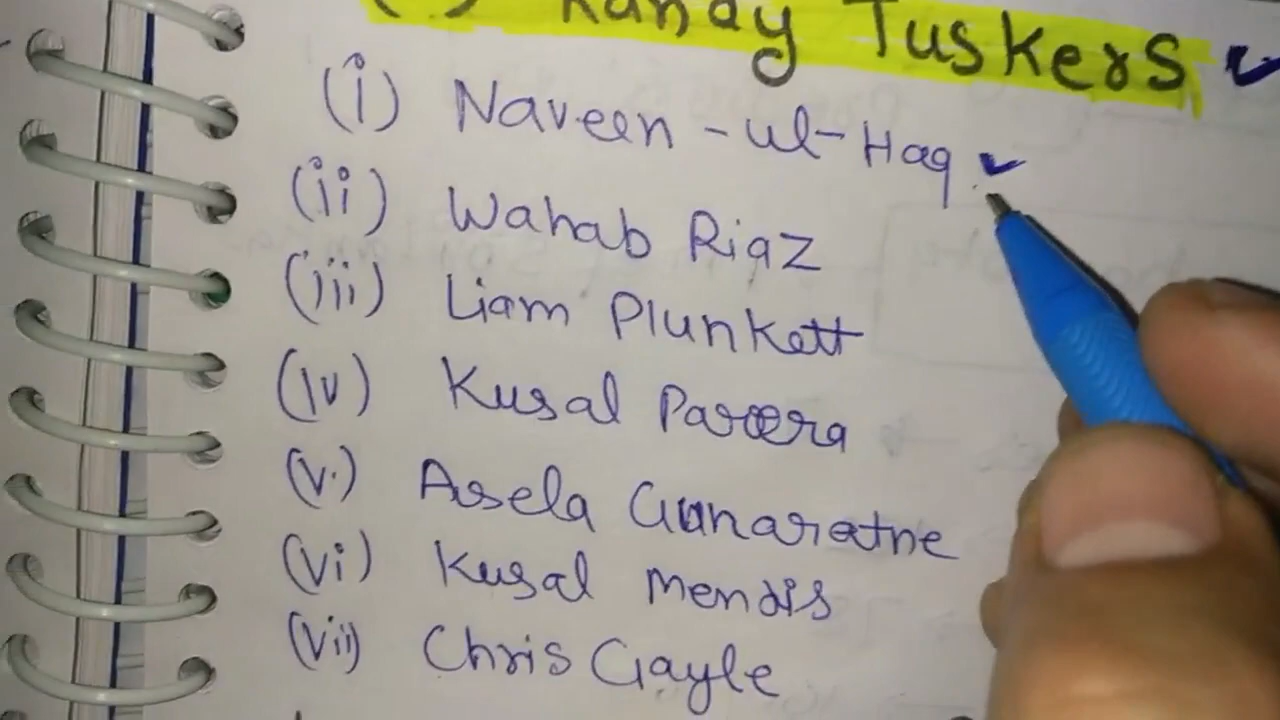 Kandy Tuskers
(i) Naveen-ul-Haq
(ii) Wahab Riaz
(iii) Liam Plunkett
(iv) Kusal Parera
(v.) Asela Gunaratne
(vi) Kusal Mendis
(vii) Chris Gayle